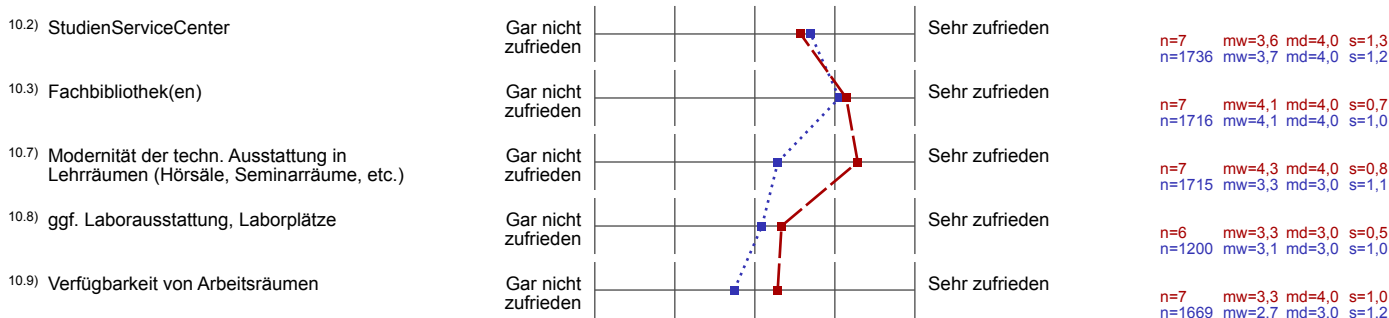 10.2) StudienServiceCenter
Gar nicht
zufrieden
Sehr zufrieden
n=7 mw=3,6 md=4,0 s=1,3
n=1736 mw=3,7 md=4,0 s=1,2
10.3) Fachbibliothek(en)
Gar nicht
zufrieden
Sehr zufrieden
n=7 mw=4,1 md=4,0 s=0,7
n=1716 mw=4,1 md=4,0 s=1,0
10.7) Modernität der techn. Ausstattung in
Lehrräumen (Hörsäle, Seminarräume, etc.)
Gar nicht
zufrieden
Sehr zufrieden
n=7 mw=4,3 md=4,0 s=0,8
n=1715 mw=3,3 md=3,0 s=1,1
10.8) ggf. Laborausstattung, Laborplätze
Gar nicht
zufrieden
Sehr zufrieden
n=6 mw=3,3 md=3,0 s=0,5
n=1200 mw=3,1 md=3,0 s=1,0
10.9) Verfügbarkeit von Arbeitsräumen
Gar nicht
zufrieden
Sehr zufrieden
n=7 mw=3,3 md=4,0 s=1,0
n=1669 mw=2,7 md=3,0 s=1,2